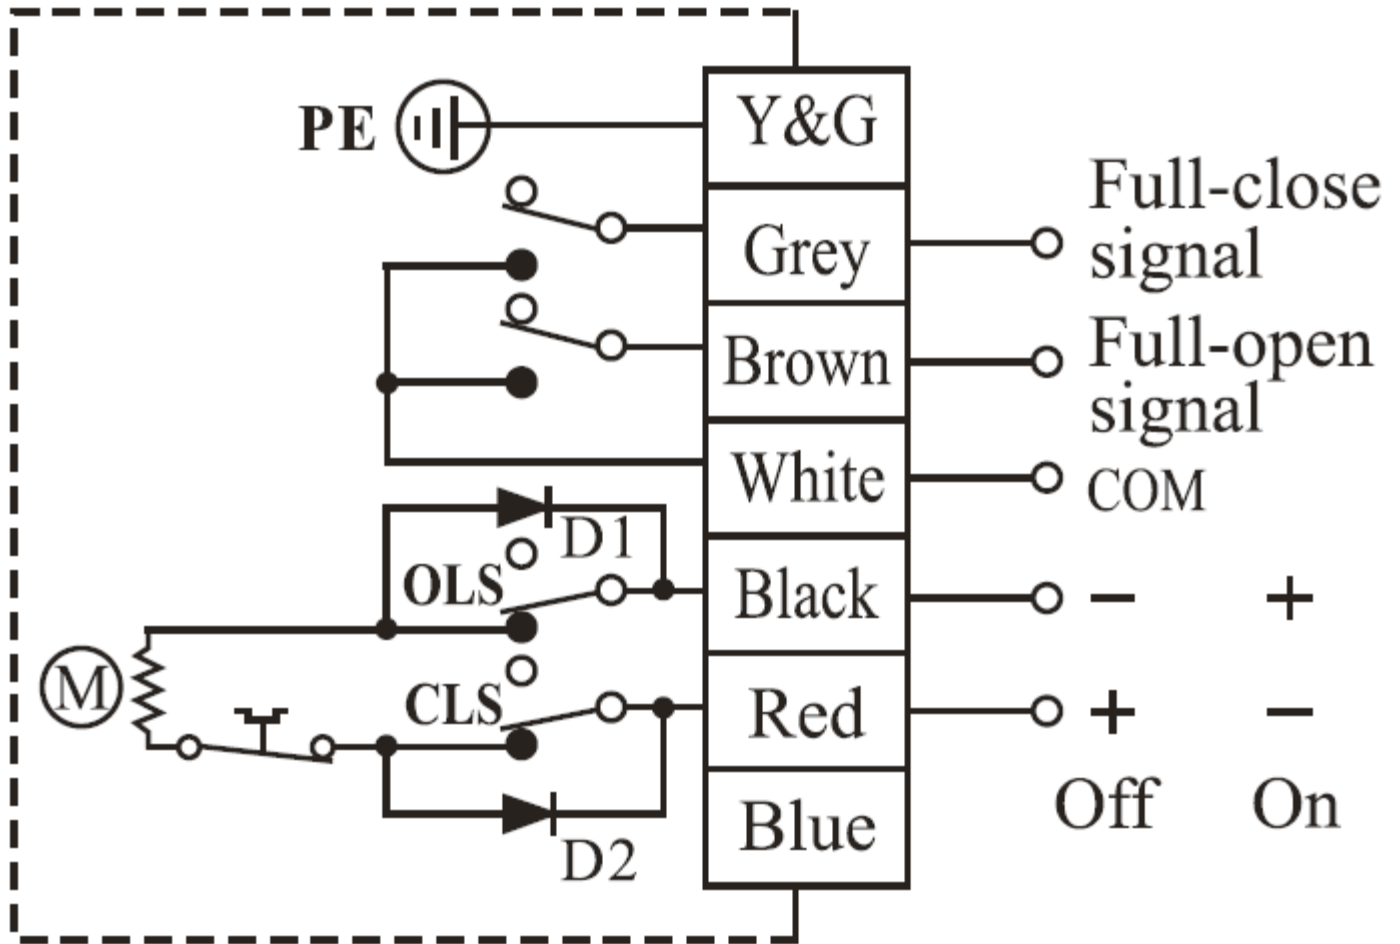 PE
Y&G
Grey
Full-close
signal
Brown
Full-open
signal
White
COM
D1
OLS
Black
− +
M
CLS
Red
+ −
D2
Blue
Off On